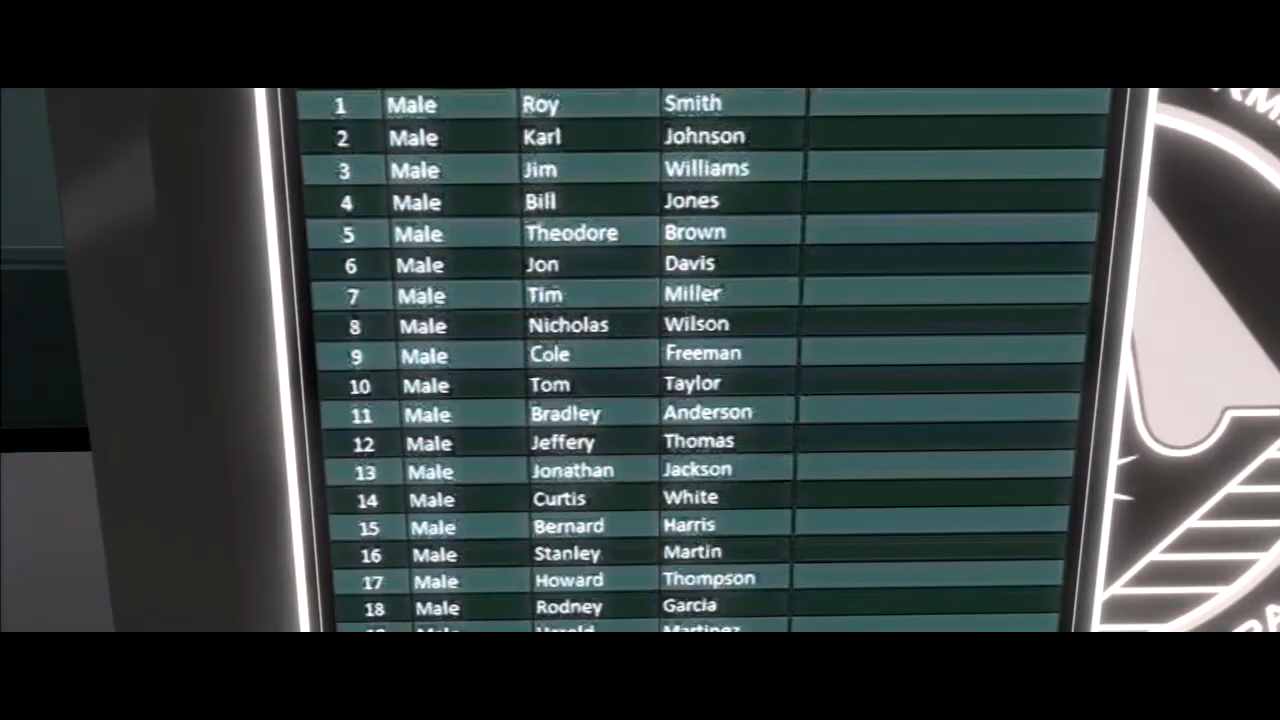 1 Male Roy Smith
2 Male Karl Johnson
3 Male Jim Williams
4 Male Bill Jones
5 Male Theodore Brown
6 Male Jon Davis
7 Male Tim Miller
8 Male Nicholas Wilson
9 Male Cole Freeman
10 Male Tom Taylor
11 Male Bradley Anderson
12 Male Jeffery Thomas
13 Male Jonathan Jackson
14 Male Curtis White
15 Male Bernard Harris
16 Male Stanley Martin
17 Male Howard Thompson
18 Male Rodney Garcia
Male Harold Martinez